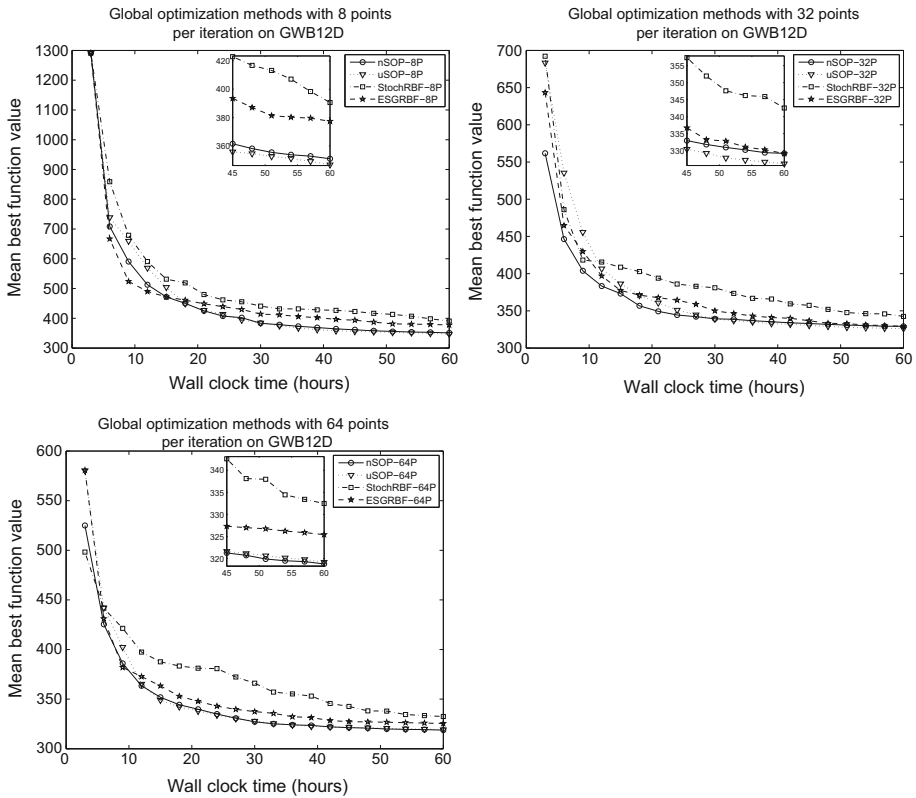 Global optimization methods with 8 points
per iteration on GWB12D
1300
1200
1100
1000
900
800
700
600
500
400
300
0 10 20 30 40 50 60
Mean best function value
Wall clock time (hours)
nSOP−8P
uSOP−8P
StochRBF−8P
ESGRBF−8P
420
400
380
360
45 50 55 60
Global optimization methods with 32 points
per iteration on GWB12D
700
650
600
550
500
450
400
350
300
0 10 20 30 40 50 60
Mean best function value
Wall clock time (hours)
nSOP−32P
uSOP−32P
StochRBF−32P
ESGRBF−32P
355
350
345
340
335
330
45 50 55 60
Global optimization methods with 64 points
per iteration on GWB12D
600
550
500
450
400
350
300
0 10 20 30 40 50 60
Mean best function value
Wall clock time (hours)
nSOP−64P
uSOP−64P
StochRBF−64P
ESGRBF−64P
340
335
330
325
320
45 50 55 60